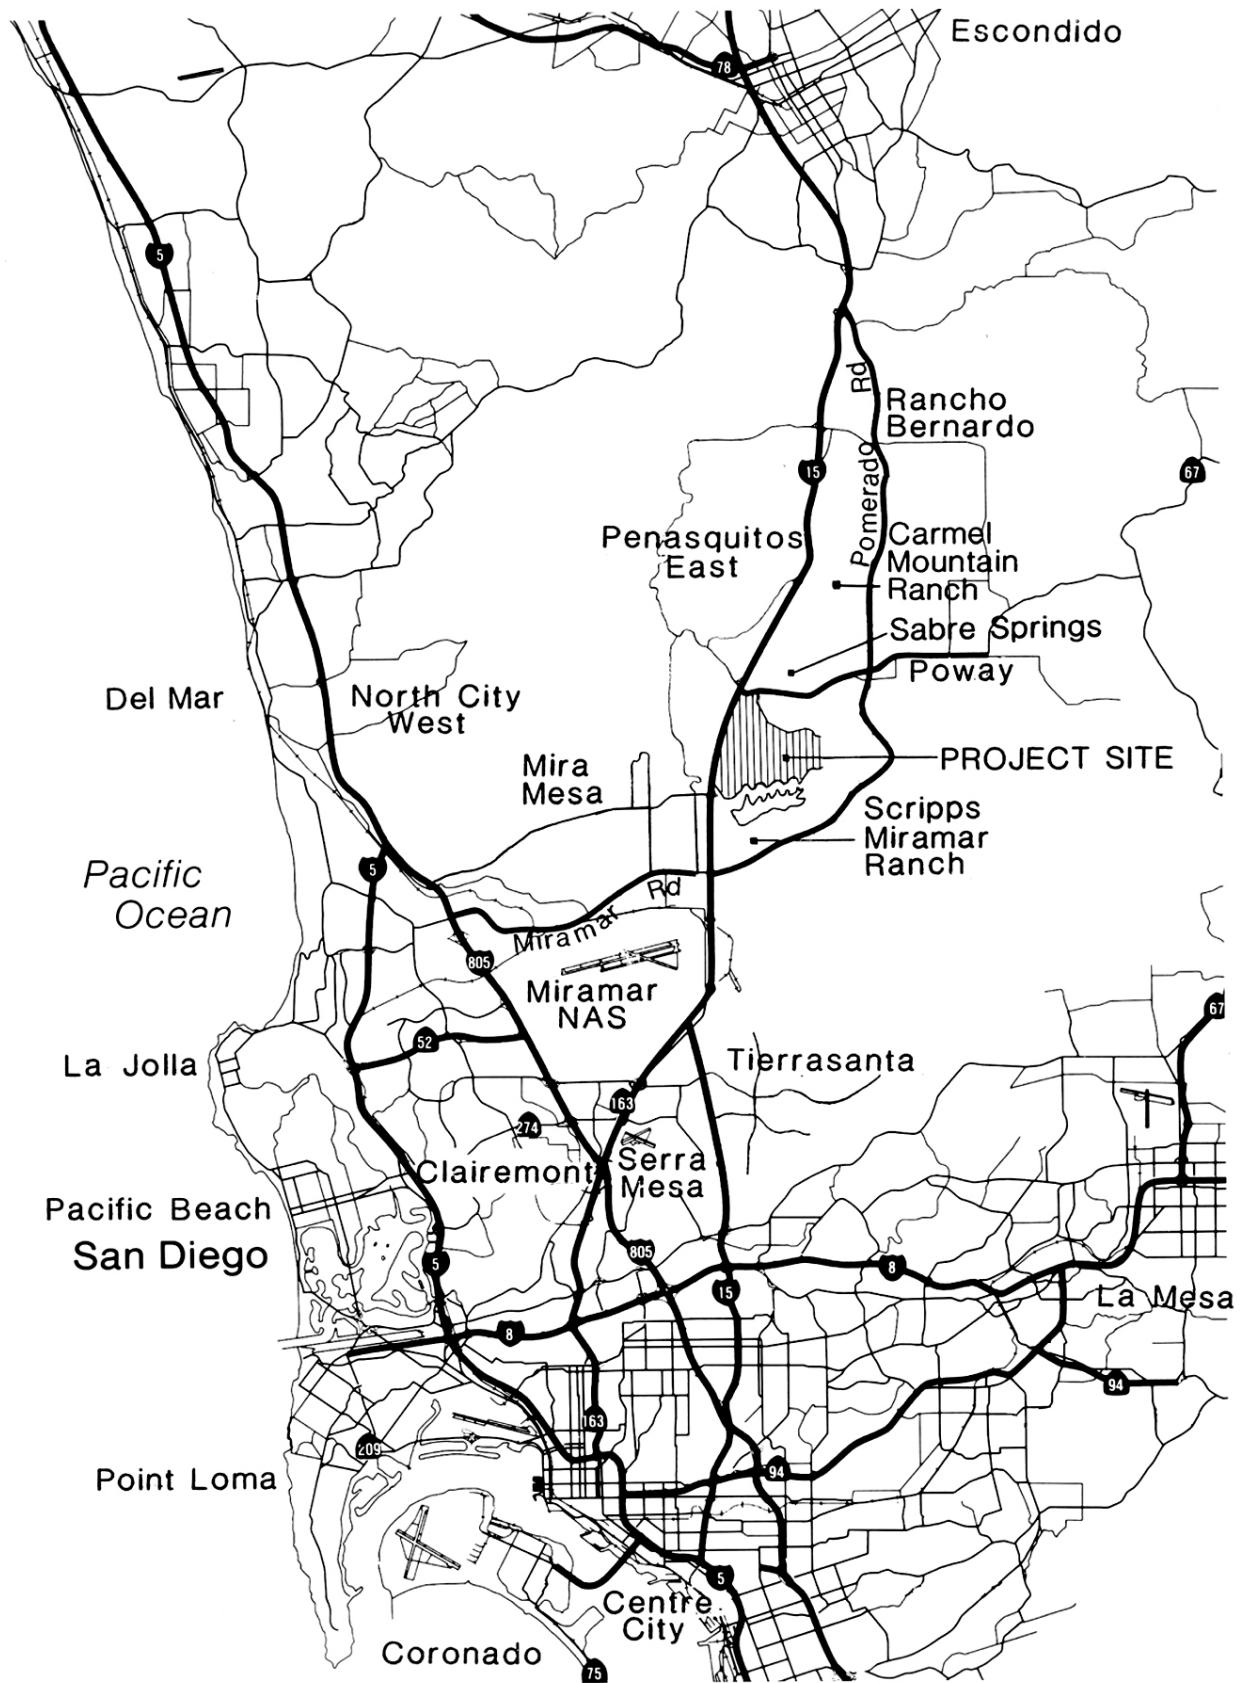 Escondido
78
5
Rd
Rancho
Bernardo
15
67
Pomerado
Penasquitos
East
Carmel
Mountain
Ranch
Sabre Springs
Poway
Del Mar
North City
West
PROJECT SITE
Mira
Mesa
Scripps
Miramar
Ranch
5
Pacific
Ocean
Rd
Miramar
805
Miramar
NAS
67
52
La Jolla
Tierrasanta
163
274
Clairemont
Serra
Mesa
Pacific Beach
San Diego
805
5
8
15
La Mesa
8
94
163
209
94
Point Loma
5
Centre
City
Coronado
75